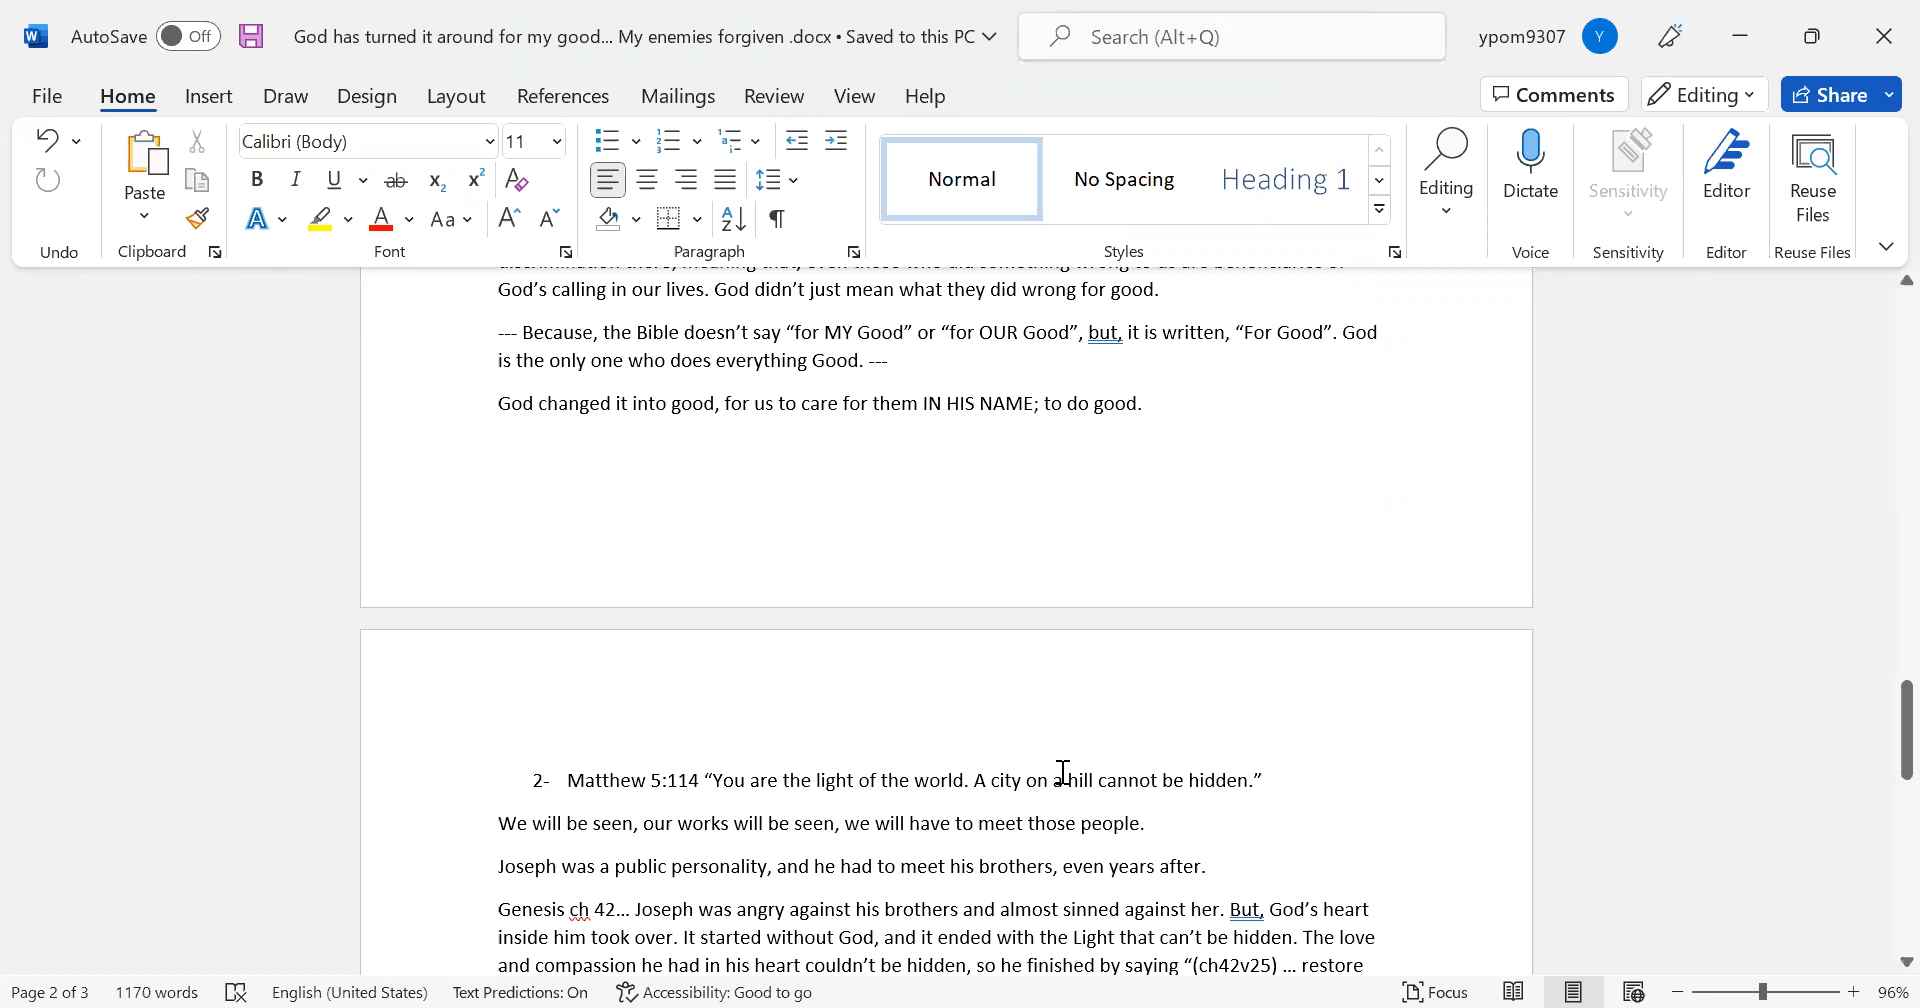 AutoSave Off God has turned it around for my good... My enemies forgiven .docx • Saved to this PC Search (Alt+Q) ypom9307 Y
File Home Insert Draw Design Layout References Mailings Review View Help Comments Editing Share
Calibri (Body) 11
Paste
Normal No Spacing Heading 1
Editing Dictate Sensitivity Editor Reuse Files
Undo Clipboard Font Paragraph Styles Voice Sensitivity Editor Reuse Files
God’s calling in our lives. God didn’t just mean what they did wrong for good.
--- Because, the Bible doesn’t say “for MY Good” or “for OUR Good”, but, it is written, “For Good”. God
is the only one who does everything Good. ---
God changed it into good, for us to care for them IN HIS NAME; to do good.
2- Matthew 5:114 “You are the light of the world. A city on a hill cannot be hidden.”
We will be seen, our works will be seen, we will have to meet those people.
Joseph was a public personality, and he had to meet his brothers, even years after.
Genesis ch 42... Joseph was angry against his brothers and almost sinned against her. But, God’s heart
inside him took over. It started without God, and it ended with the Light that can’t be hidden. The love
and compassion he had in his heart couldn’t be hidden, so he finished by saying “(ch42v25) ... restore
Page 2 of 3 1170 words English (United States) Text Predictions: On Accessibility: Good to go Focus 96%